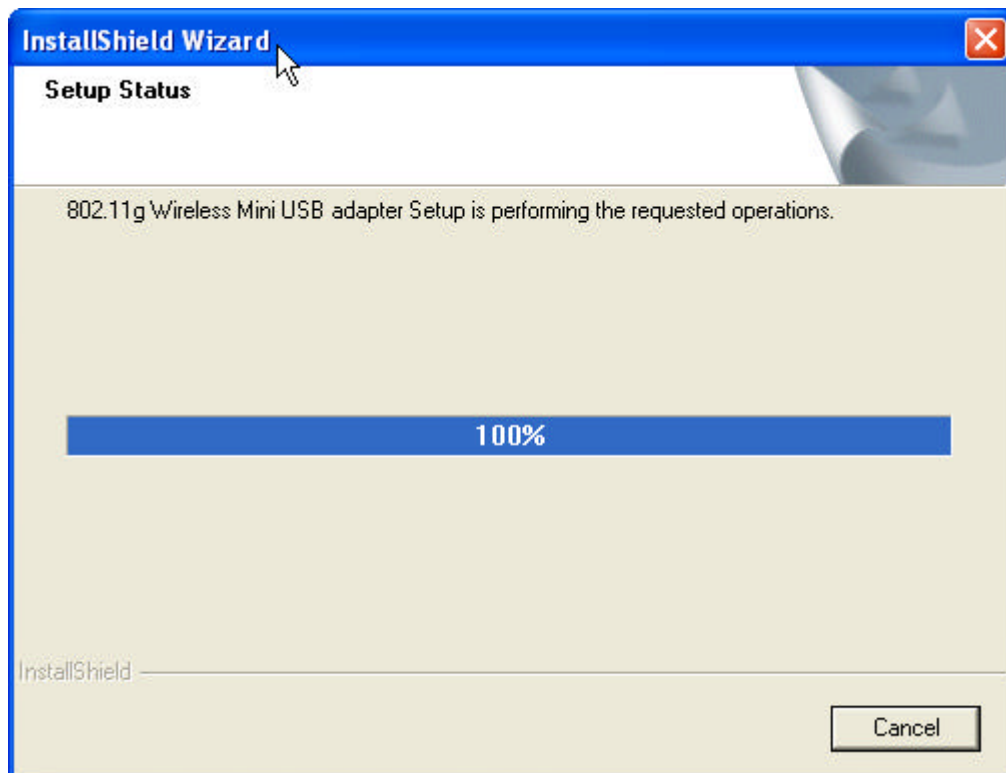 InstallShield Wizard
Setup Status
802.11g Wireless Mini USB adapter Setup is performing the requested operations.
100%
InstallShield
Cancel